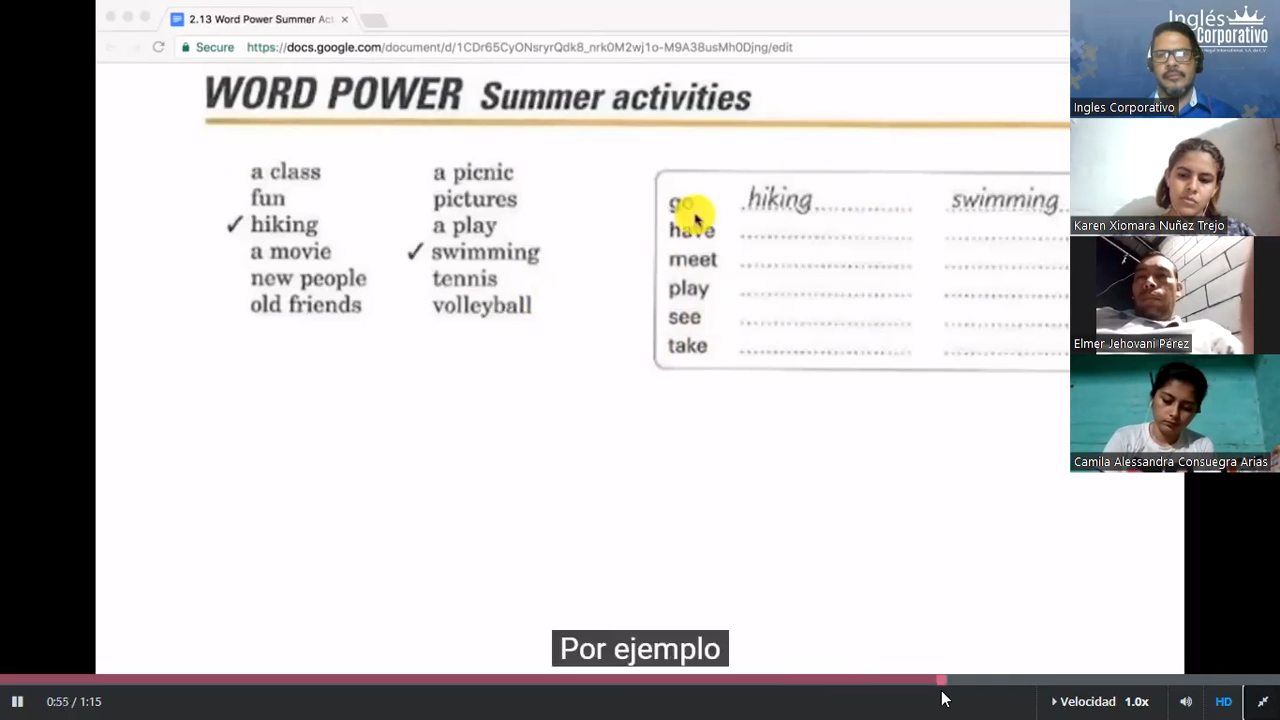 2.13 Word Power Summer Act
Secure https://docs.google.com/document/d/1CDr65CyONsryrQdk8_nrk0M2wj1o-M9A38usMh0Djng/edit
WORD POWER Summer activities
a class
fun
✓ hiking
a movie
new people
old friends
a picnic
pictures
a play
✓ swimming
tennis
volleyball
go hiking swimming
have
meet
play
see
take
Inglés
Corporativo
Ingles Corporativo
Karen Xiomara Nuñez Trejo
Elmer Jehovani Pérez
Camila Alessandra Consuegra Arias
Por ejemplo
0:55 / 1:15
Velocidad 1.0x
HD